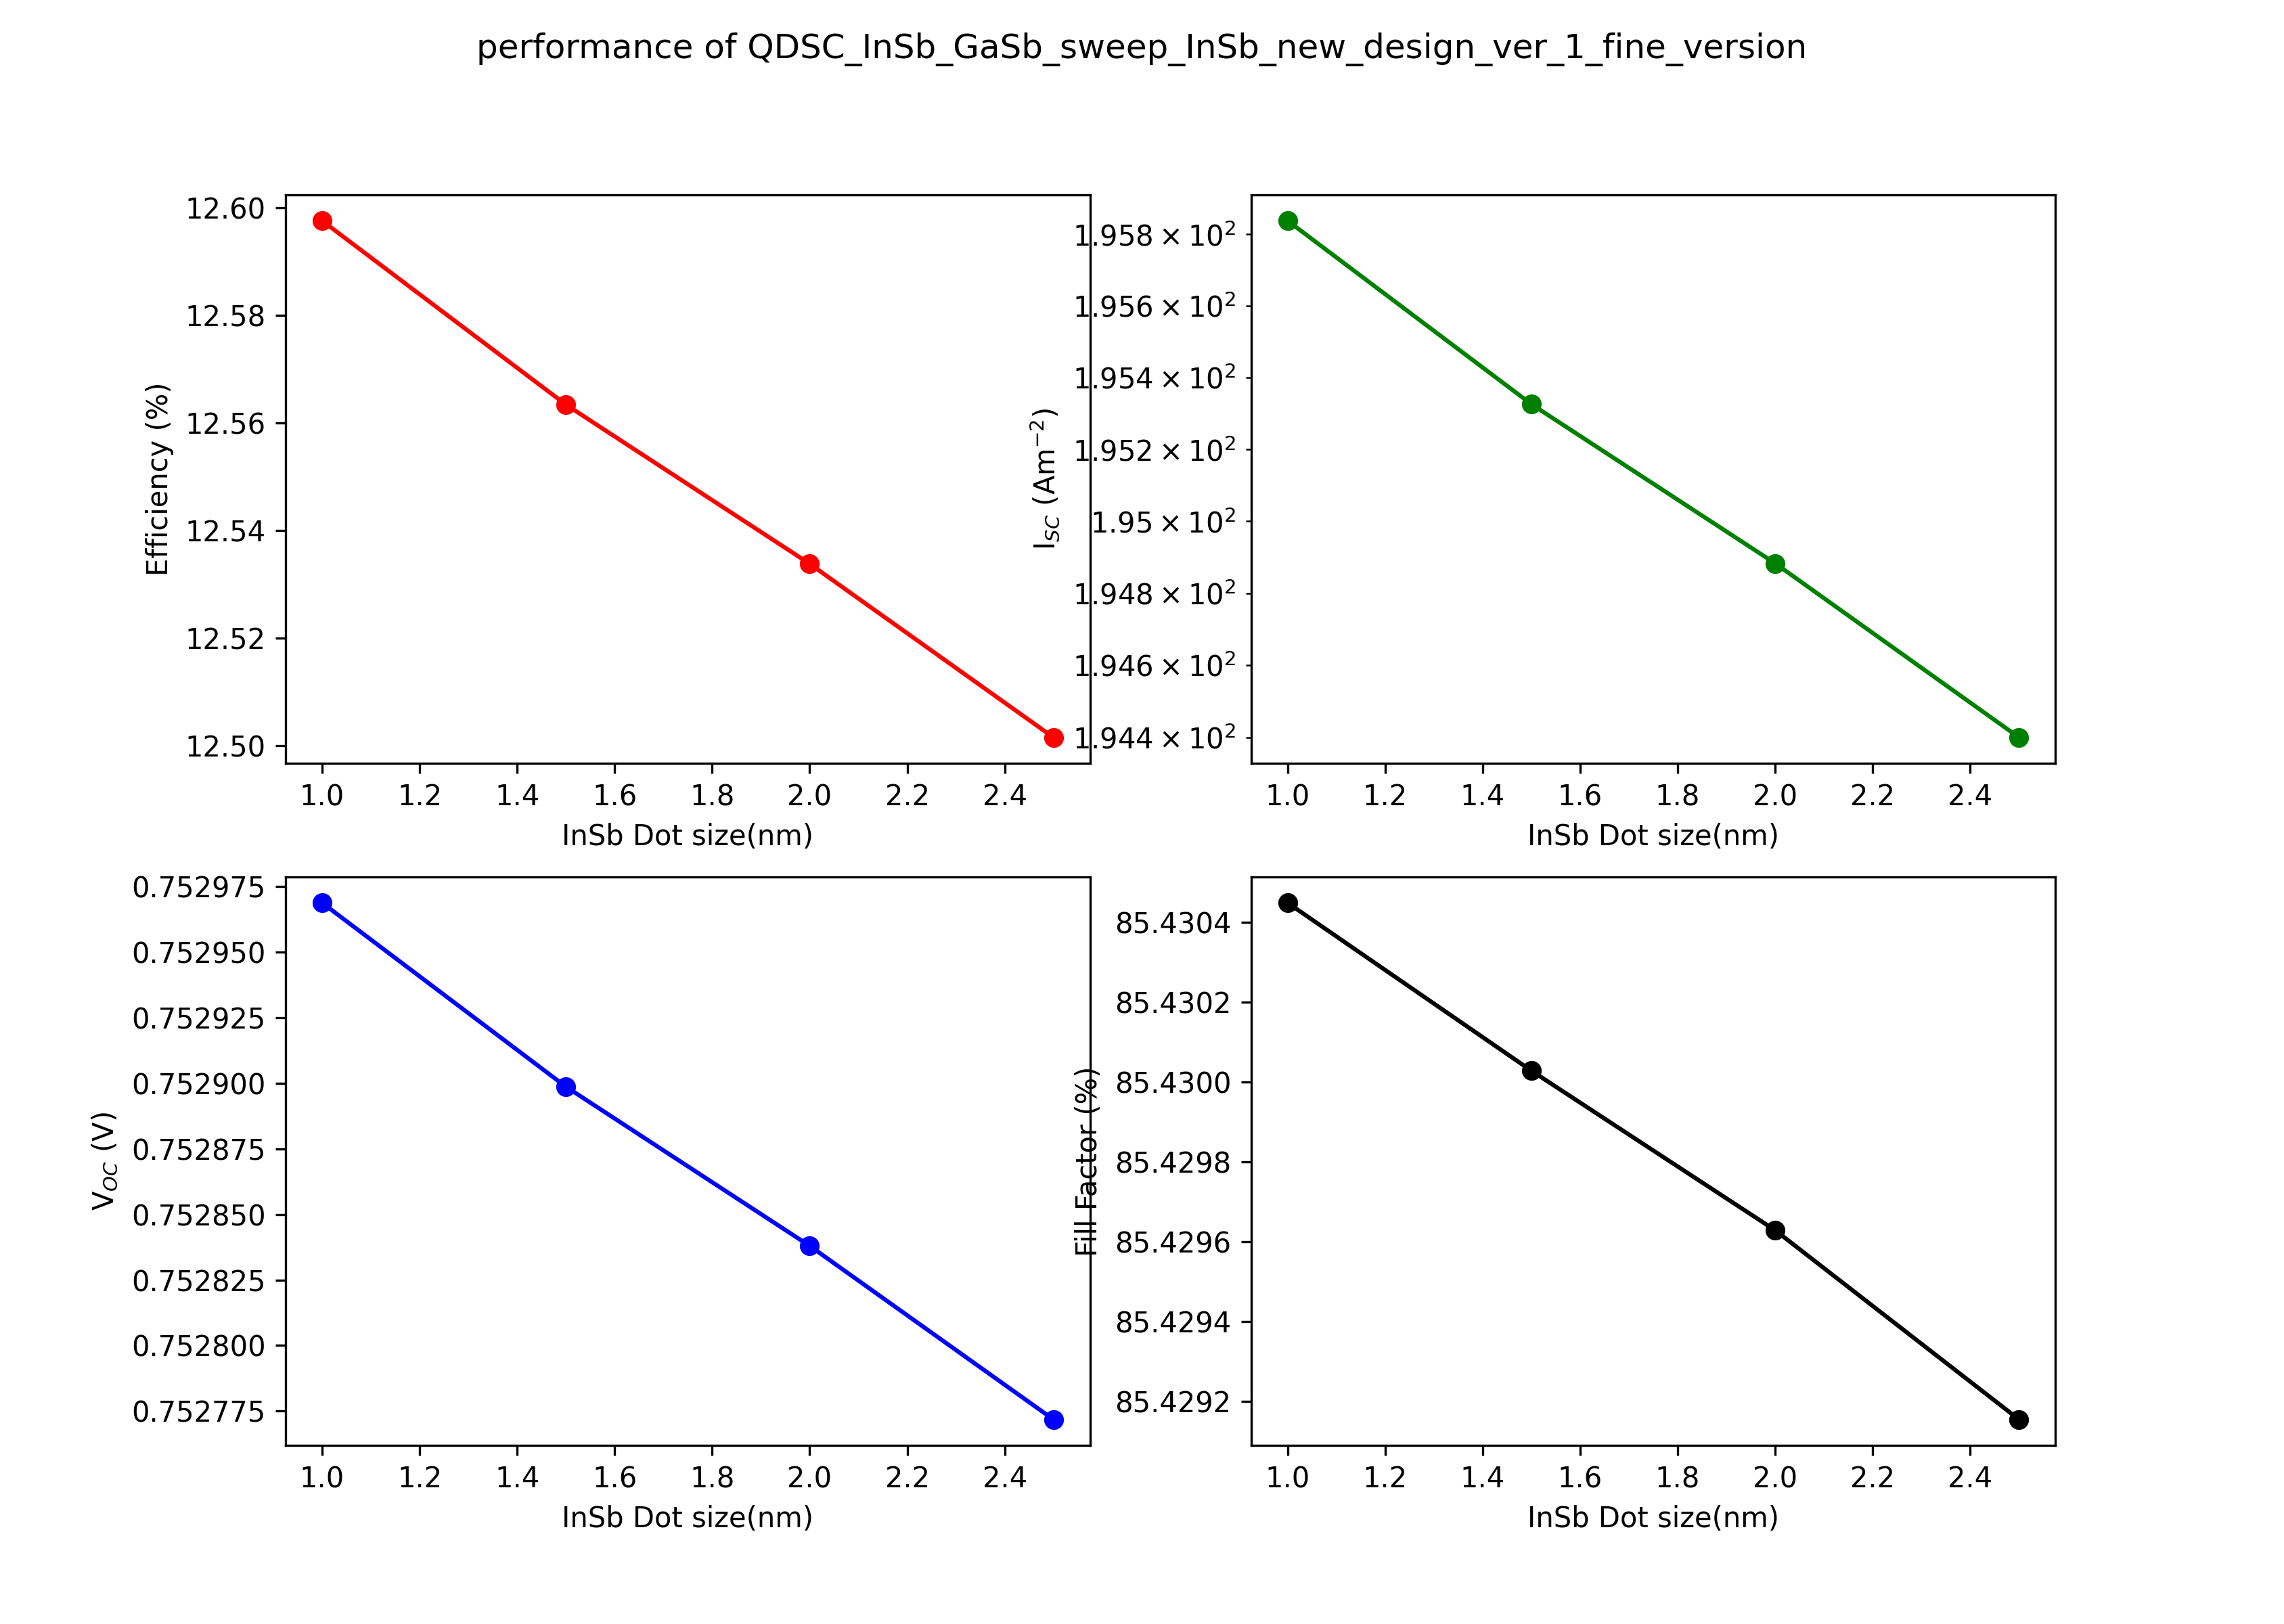 performance of QDSC_InSb_GaSb_sweep_InSb_new_design_ver_1_fine_version
Efficiency (%)
12.60
12.58
12.56
12.54
12.52
12.50
1.0 1.2 1.4 1.6 1.8 2.0 2.2 2.4
InSb Dot size(nm)
I_SC (Am⁻²)
1.958 × 10²
1.956 × 10²
1.954 × 10²
1.952 × 10²
1.95 × 10²
1.948 × 10²
1.946 × 10²
1.944 × 10²
1.0 1.2 1.4 1.6 1.8 2.0 2.2 2.4
InSb Dot size(nm)
V_OC (V)
0.752975
0.752950
0.752925
0.752900
0.752875
0.752850
0.752825
0.752800
0.752775
1.0 1.2 1.4 1.6 1.8 2.0 2.2 2.4
InSb Dot size(nm)
Fill Factor (%)
85.4304
85.4302
85.4300
85.4298
85.4296
85.4294
85.4292
1.0 1.2 1.4 1.6 1.8 2.0 2.2 2.4
InSb Dot size(nm)